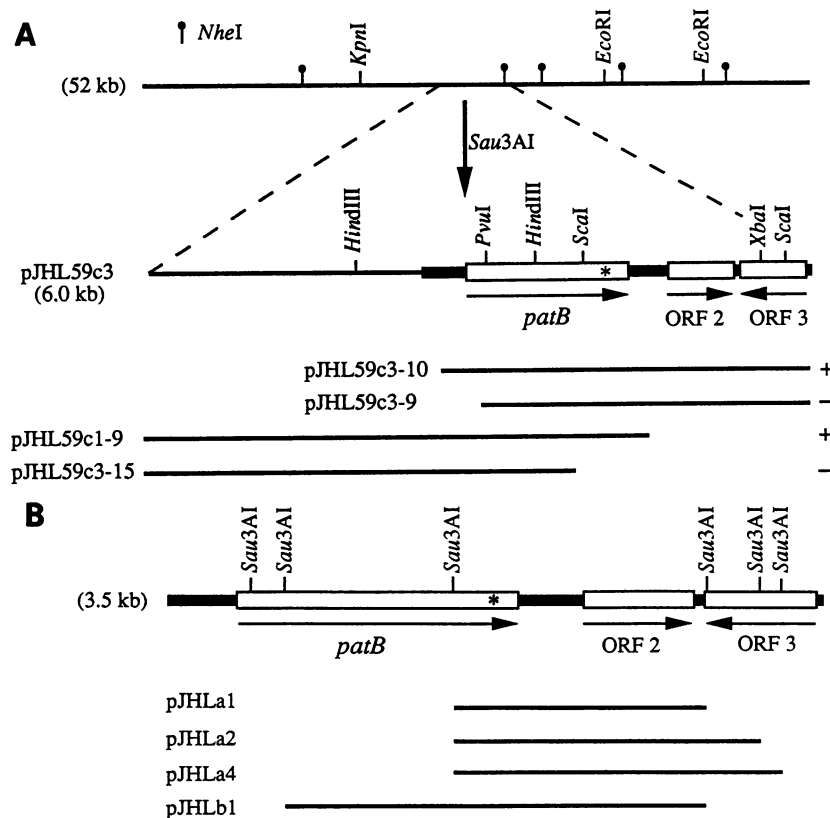 A
NheI
KpnI
EcoRI
EcoRI
(52 kb)
Sau3AI
HindIII
PvuI
HindIII
ScaI
XbaI
ScaI
pJHL59c3
(6.0 kb)
*
patB
ORF 2
ORF 3
pJHL59c3-10
+
pJHL59c3-9
−
pJHL59c1-9
+
pJHL59c3-15
−
B
Sau3AI
Sau3AI
Sau3AI
Sau3AI
Sau3AI
Sau3AI
(3.5 kb)
*
patB
ORF 2
ORF 3
pJHLa1
pJHLa2
pJHLa4
pJHLb1